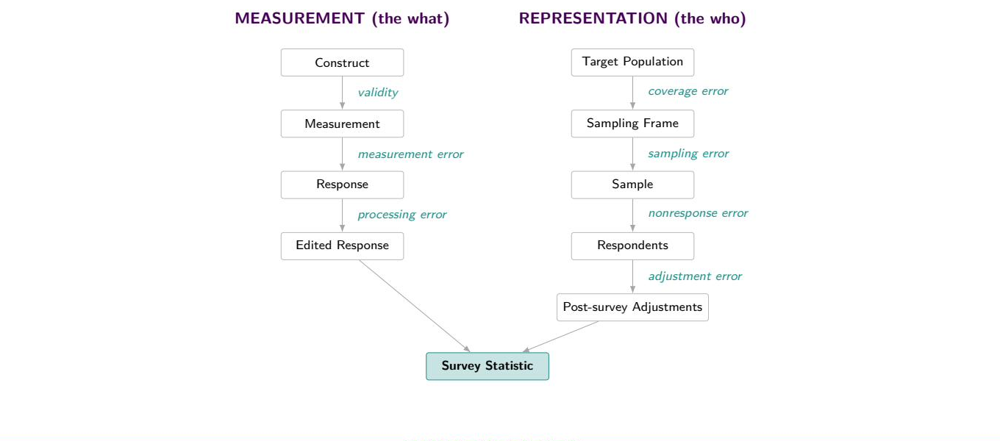 MEASUREMENT (the what)
REPRESENTATION (the who)
Construct
validity
Measurement
measurement error
Response
processing error
Edited Response
Target Population
coverage error
Sampling Frame
sampling error
Sample
nonresponse error
Respondents
adjustment error
Post-survey Adjustments
Survey Statistic